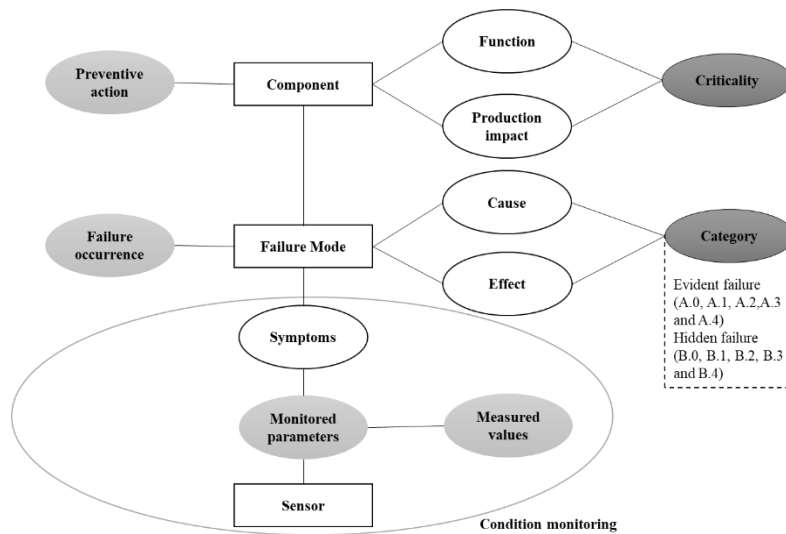 Function
Preventive
action
Component
Criticality
Production
impact
Cause
Failure
occurrence
Failure Mode
Category
Effect
Evident failure
(A.0, A.1, A.2,A.3
and A.4)
Hidden failure
(B.0, B.1, B.2, B.3
and B.4)
Symptoms
Monitored
parameters
Measured
values
Sensor
Condition monitoring